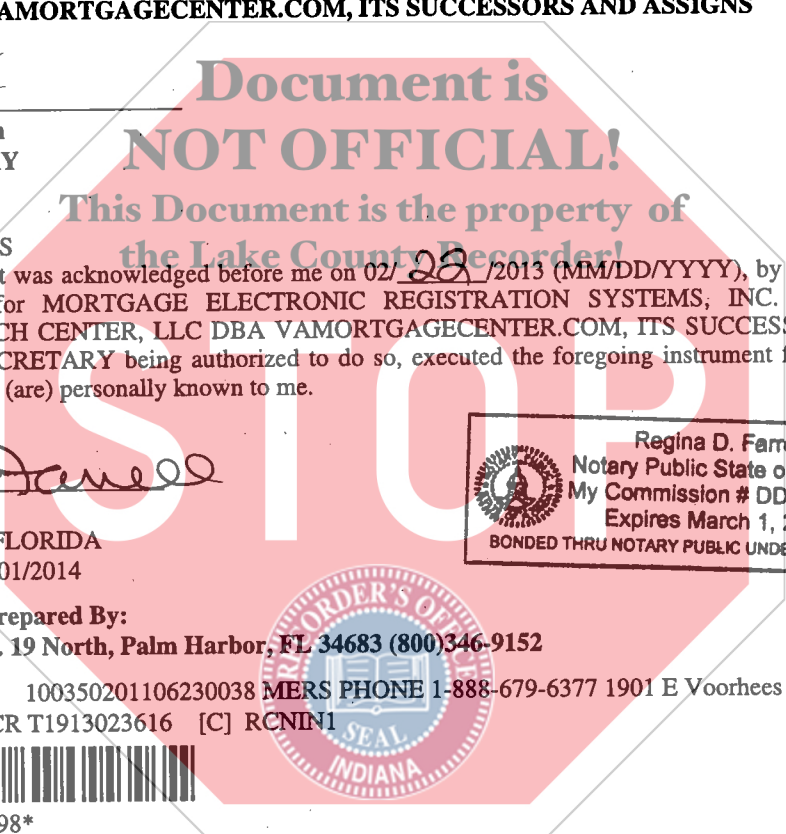 AMORTGAGECENTER.COM, ITS SUCCESSORS AND ASSIGNS
Document is
NOT OFFICIAL!
Y
This Document is the property of
S
the Lake County Recorder!
t was acknowledged before me on 02/ 22 /2013 (MM/DD/YYYY), by
for MORTGAGE ELECTRONIC REGISTRATION SYSTEMS, INC.
CH CENTER, LLC DBA VAMORTGAGECENTER.COM, ITS SUCCESS
CRETARY being authorized to do so, executed the foregoing instrument f
(are) personally known to me.
STOP
Regina D. Farr
Notary Public State o
My Commission # DD
Expires March 1, 2
BONDED THRU NOTARY PUBLIC UNDE
FLORIDA
01/2014
repared By:
. 19 North, Palm Harbor, FL 34683 (800)346-9152
RECORDER'S OFFICE
100350201106230038 MERS PHONE 1-888-679-6377 1901 E Voorhees
CR T1913023616 [C] RCNIN1
SEAL
INDIANA
98*